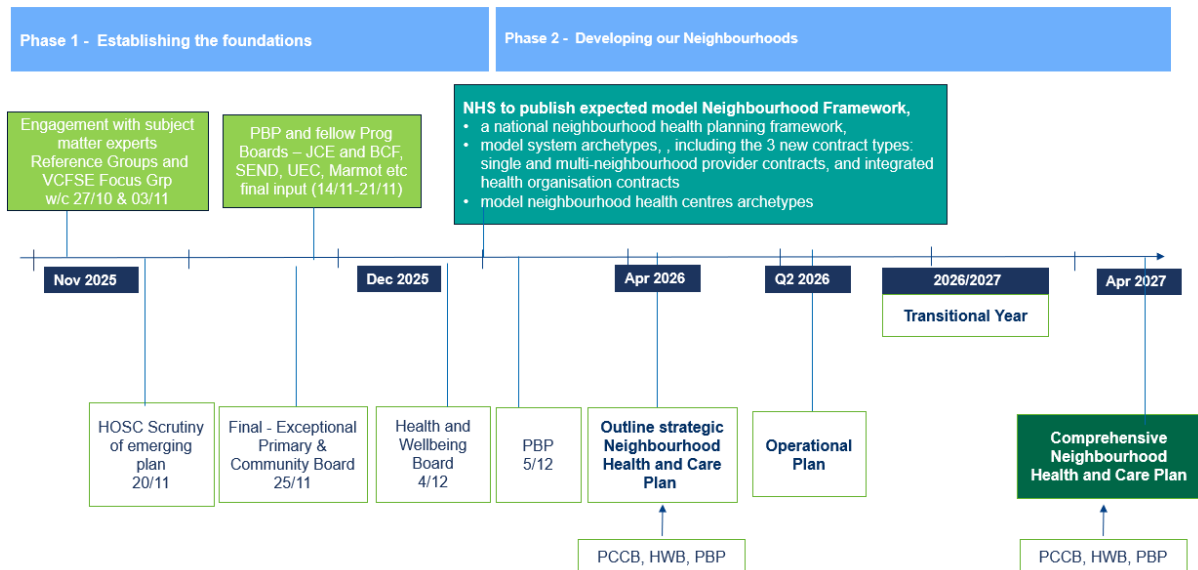 Phase 1 -  Establishing the foundations
Phase 2 -  Developing our Neighbourhoods
Engagement with subject
matter experts
Reference Groups and
VCFSE Focus Grp
w/c 27/10 & 03/11
PBP and fellow Prog
Boards – JCE and BCF,
SEND, UEC, Marmot etc
final input (14/11-21/11)
NHS to publish expected model Neighbourhood Framework,
• a national neighbourhood health planning framework,
• model system archetypes, , including the 3 new contract types:
single and multi-neighbourhood provider contracts, and integrated
health organisation contracts
• model neighbourhood health centres archetypes
Nov 2025
Dec 2025
Apr 2026
Q2 2026
2026/2027
Apr 2027
Transitional Year
HOSC Scrutiny
of emerging
plan
20/11
Final - Exceptional
Primary &
Community Board
25/11
Health and
Wellbeing
Board
4/12
PBP
5/12
Outline strategic
Neighbourhood
Health and Care
Plan
Operational
Plan
Comprehensive
Neighbourhood
Health and Care Plan
PCCB, HWB, PBP
PCCB, HWB, PBP